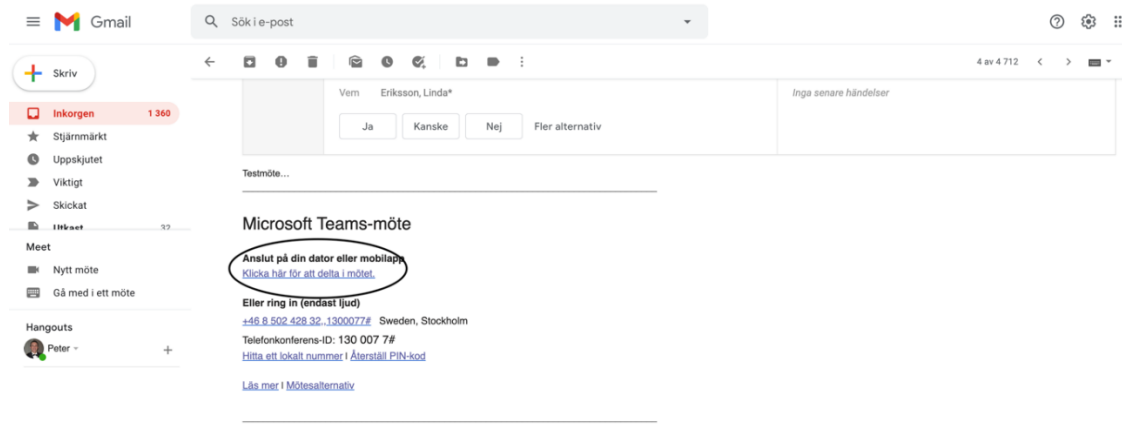 Gmail
Sök i e-post
Skriv
4 av 4 712
Inkorgen 1 360
Stjärnmärkt
Uppskjutet
Viktigt
Skickat
Utkast 32
Meet
Nytt möte
Gå med i ett möte
Hangouts
Peter
Vem Eriksson, Linda*
Inga senare händelser
Ja Kanske Nej Fler alternativ
Testmöte...
Microsoft Teams-möte
Anslut på din dator eller mobilapp
Klicka här för att delta i mötet.
Eller ring in (endast ljud)
+46 8 502 428 32,,1300077# Sweden, Stockholm
Telefonkonferens-ID: 130 007 7#
Hitta ett lokalt nummer I Återställ PIN-kod
Läs mer I Mötesalternativ